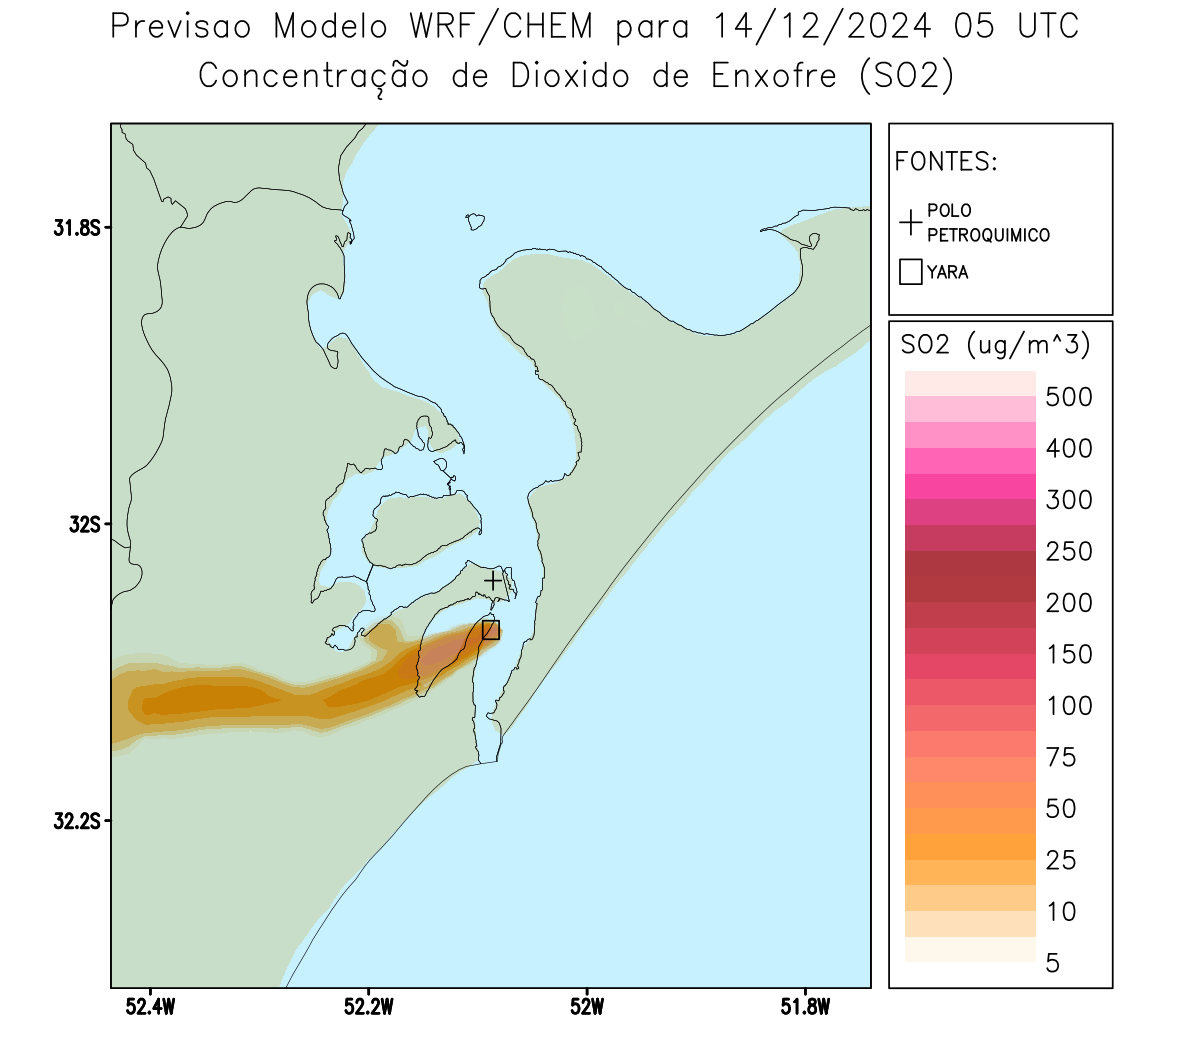 Previsao Modelo WRF/CHEM para 14/12/2024 05 UTC
Concentração de Dioxido de Enxofre (SO2)
FONTES:
POLO
PETROQUIMICO
YARA
SO2 (ug/m^3)
500
400
300
250
200
150
100
75
50
25
10
5
31.8S
32S
32.2S
52.4W
52.2W
52W
51.8W